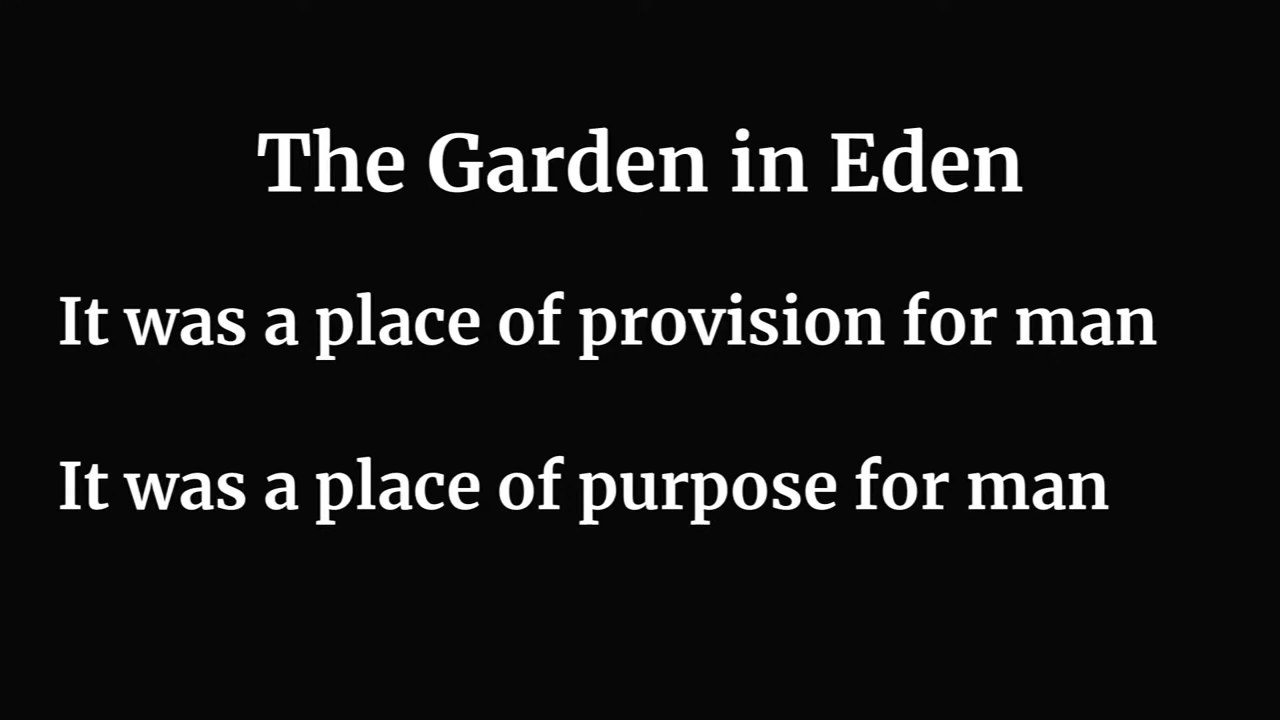 The Garden in Eden
It was a place of provision for man
It was a place of purpose for man